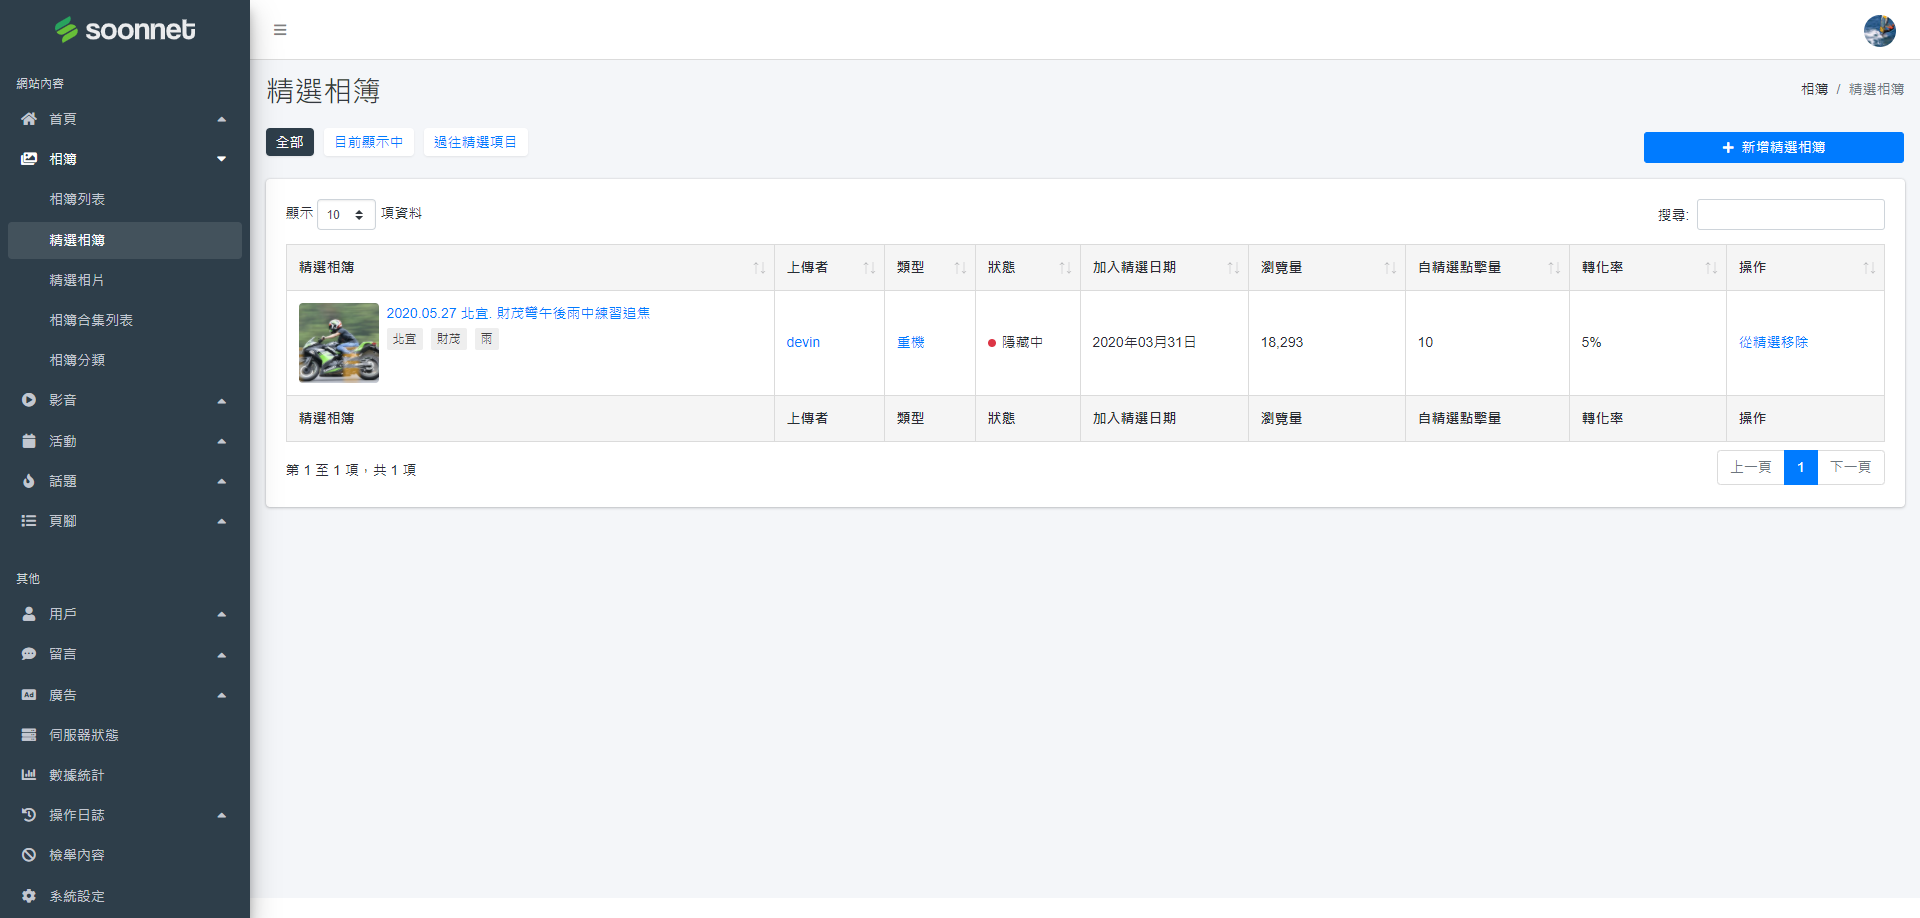 soonnet
網站內容
首頁
相簿
相簿列表
精選相簿
精選相片
相簿合集列表
相簿分類
影音
活動
話題
頁腳
其他
用戶
留言
Ad 廣告
伺服器狀態
數據統計
操作日誌
檢舉內容
系統設定
精選相簿
相簿 / 精選相簿
全部 目前顯示中 過往精選項目
新增精選相簿
顯示 10 項資料
搜尋:
精選相簿 上傳者 類型 狀態 加入精選日期 瀏覽量 自精選點擊量 轉化率 操作
2020.05.27 北宜. 財茂彎午後雨中練習追焦
北宜 財茂 雨
devin 重機 隱藏中 2020年03月31日 18,293 10 5% 從精選移除
精選相簿 上傳者 類型 狀態 加入精選日期 瀏覽量 自精選點擊量 轉化率 操作
第 1 至 1 項，共 1 項
上一頁 1 下一頁